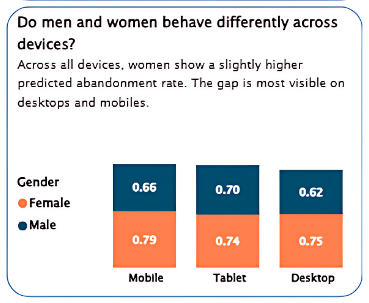 Do men and women behave differently across
devices?
Across all devices, women show a slightly higher
predicted abandonment rate. The gap is most visible on
desktops and mobiles.
Gender
Female
Male
0.66
0.70
0.62
0.79
0.74
0.75
Mobile
Tablet
Desktop